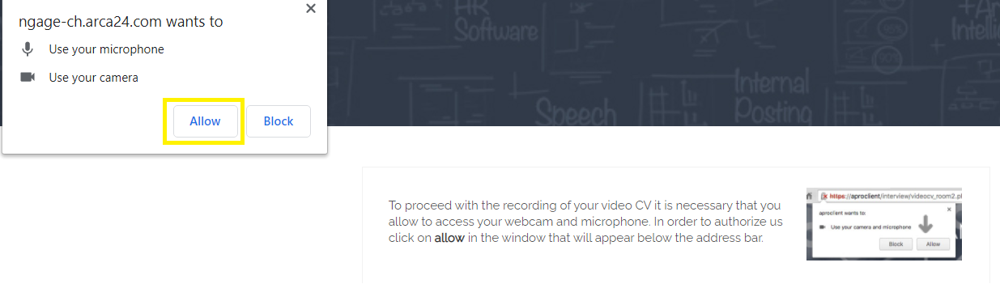 ngage-ch.arca24.com wants to
Use your microphone
Use your camera
Allow
Block
HR
Software
Speech
Internal
Posting
95%
90%
To proceed with the recording of your video CV it is necessary that you
allow to access your webcam and microphone. In order to authorize us
click on allow in the window that will appear below the address bar.
https://aproclient/interview/videocv_room2.pl
aproclient wants to:
Use your camera and microphone
Block
Allow